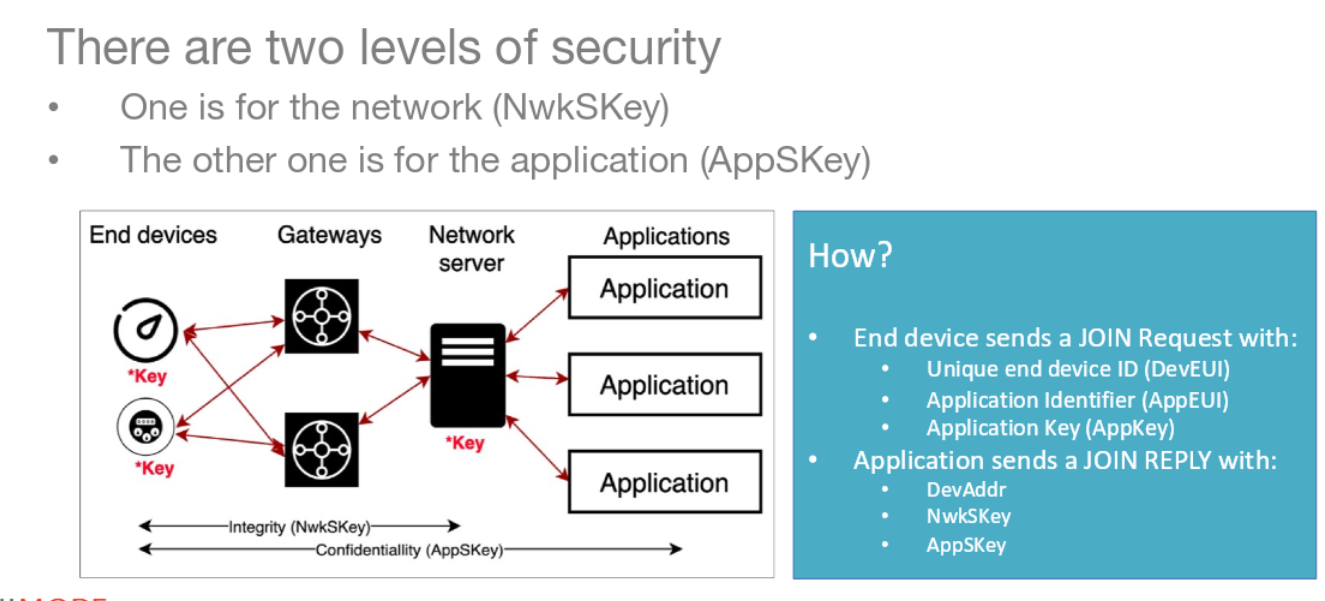 There are two levels of security
• One is for the network (NwkSKey)
• The other one is for the application (AppSKey)
End devices
Gateways
Network
server
Applications
Application
*Key
Application
*Key
*Key
Application
Integrity (NwkSKey)
Confidentiallity (AppSKey)
How?
• End device sends a JOIN Request with:
• Unique end device ID (DevEUI)
• Application Identifier (AppEUI)
• Application Key (AppKey)
• Application sends a JOIN REPLY with:
• DevAddr
• NwkSKey
• AppSKey